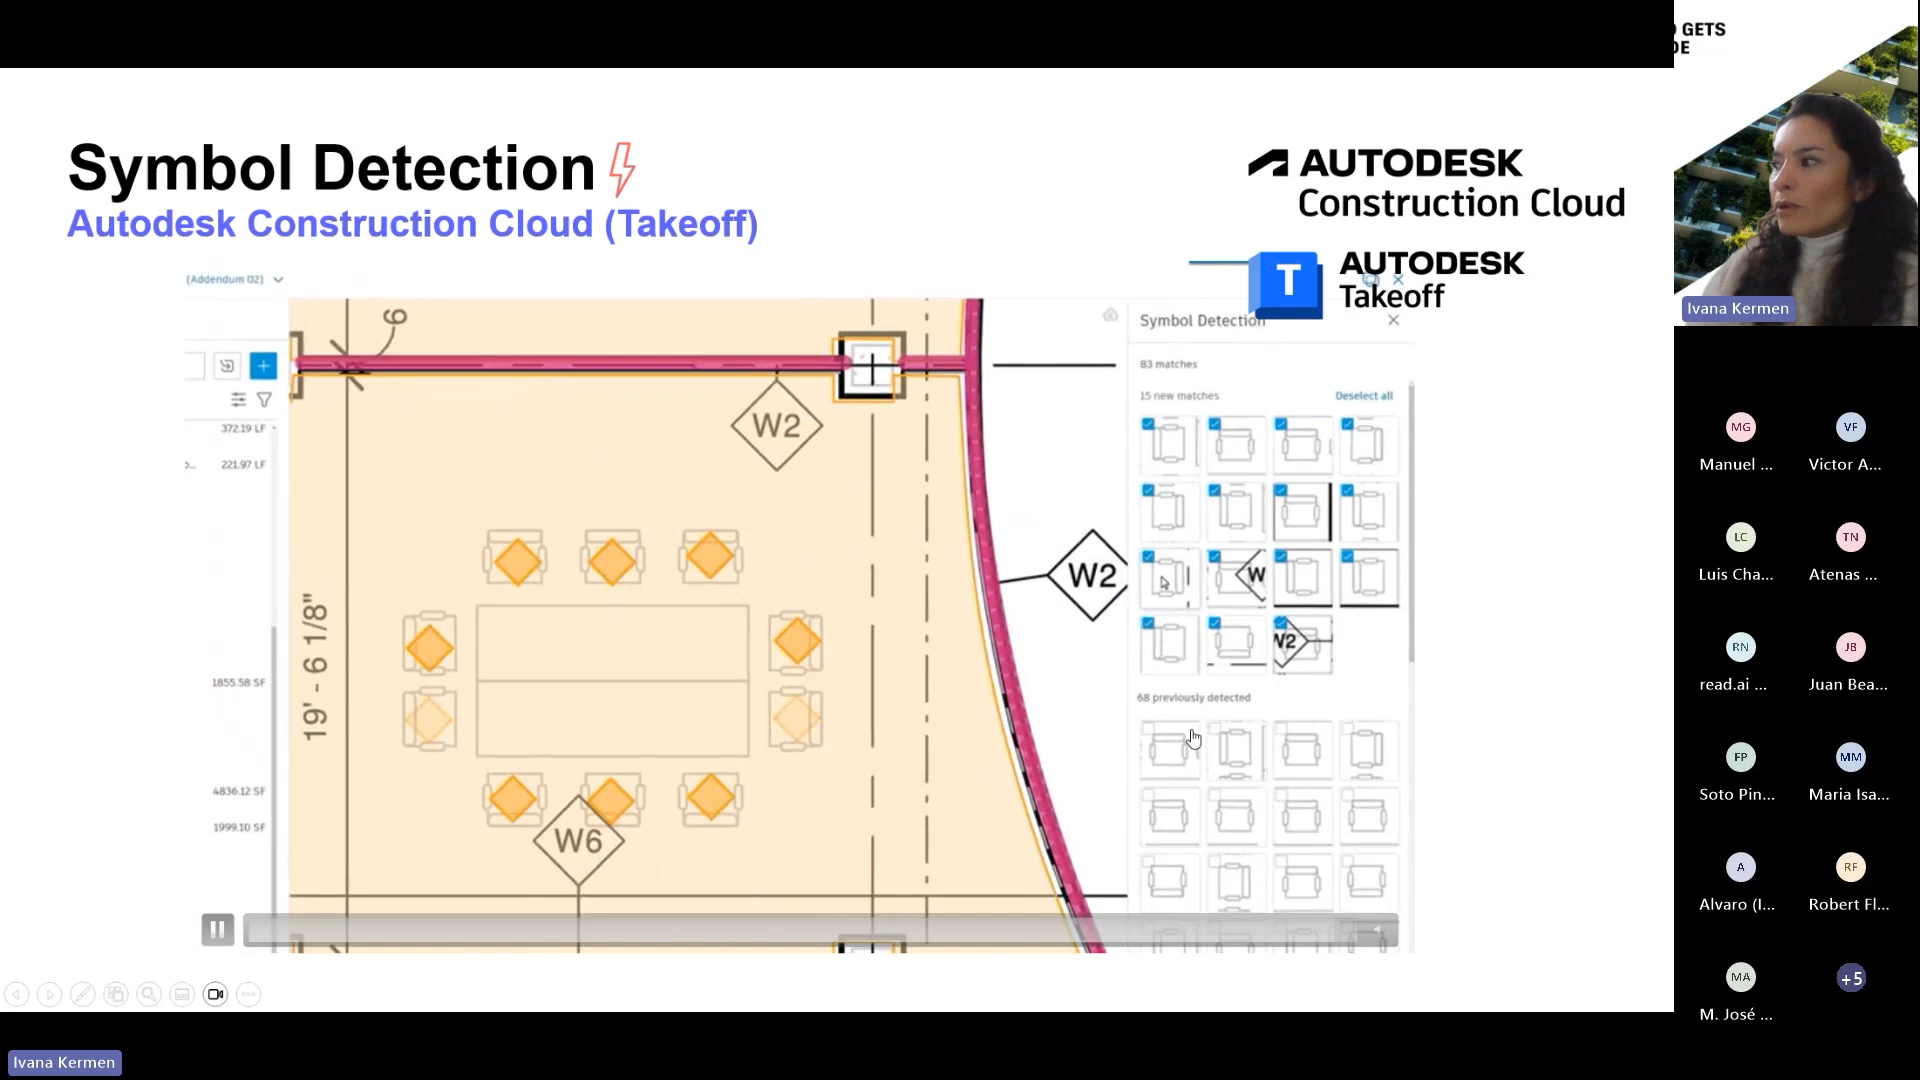 GETS
DE
Symbol Detection
Autodesk Construction Cloud (Takeoff)
AUTODESK
Construction Cloud
T AUTODESK
Takeoff
(Addendum 02)
Symbol Detection
83 matches
15 new matches Deselect all
372.19 LF
221.97 LF
6
W2
W2
W
W2
19' - 6 1/8"
68 previously detected
1855.58 SF
4836.12 SF
1999.10 SF
W6
Ivana Kermen
MG VF
Manuel ... Victor A...
LC TN
Luis Cha... Atenas ...
RN JB
read.ai ... Juan Bea...
FP MM
Soto Pin... Maria Isa...
A RF
Alvaro (I... Robert Fl...
MA +5
M. José ...
Ivana Kermen